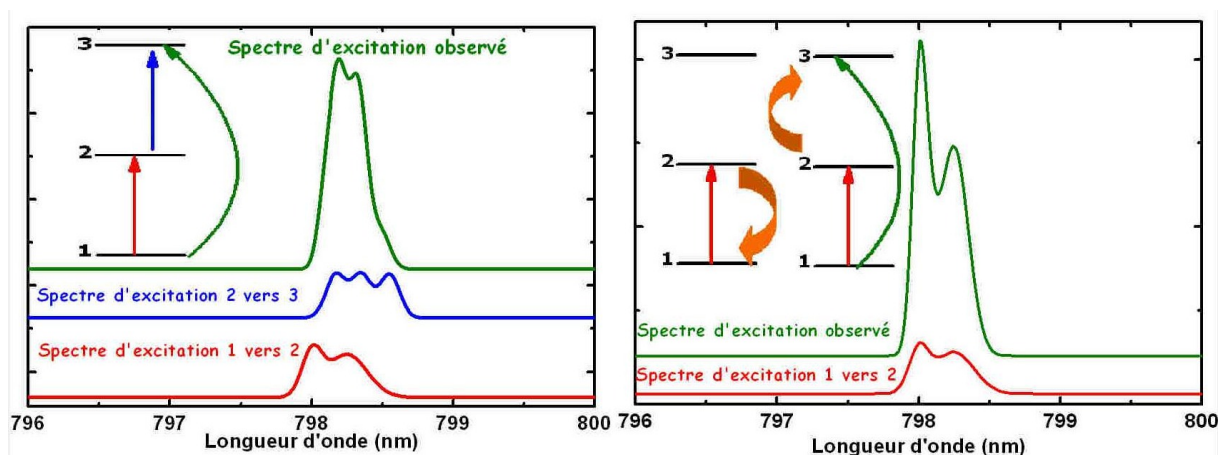 3
Spectre d'excitation observé
2
1
Spectre d'excitation 2 vers 3
Spectre d'excitation 1 vers 2
796 797 798 799 800
Longueur d'onde (nm)
3 3
2 2
1 1
Spectre d'excitation observé
Spectre d'excitation 1 vers 2
796 797 798 799 800
Longueur d'onde (nm)